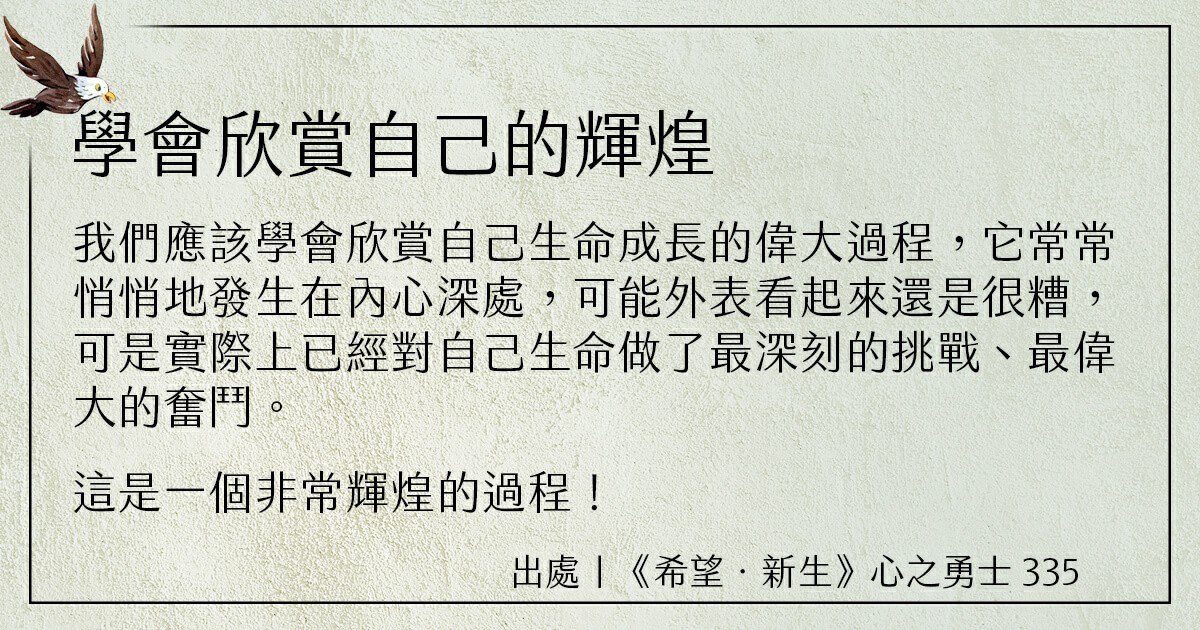 學會欣賞自己的輝煌
我們應該學會欣賞自己生命成長的偉大過程，它常常
悄悄地發生在內心深處，可能外表看起來還是很糟，
可是實際上已經對自己生命做了最深刻的挑戰、最偉
大的奮鬥。
這是一個非常輝煌的過程！
出處丨《希望．新生》心之勇士 335